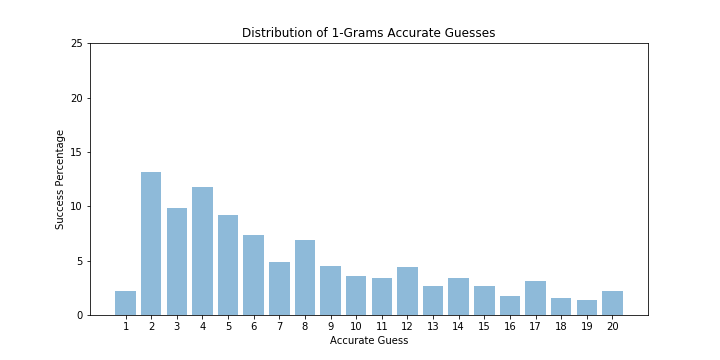 Distribution of 1-Grams Accurate Guesses
25
20
15
10
5
0
Success Percentage
1 2 3 4 5 6 7 8 9 10 11 12 13 14 15 16 17 18 19 20
Accurate Guess